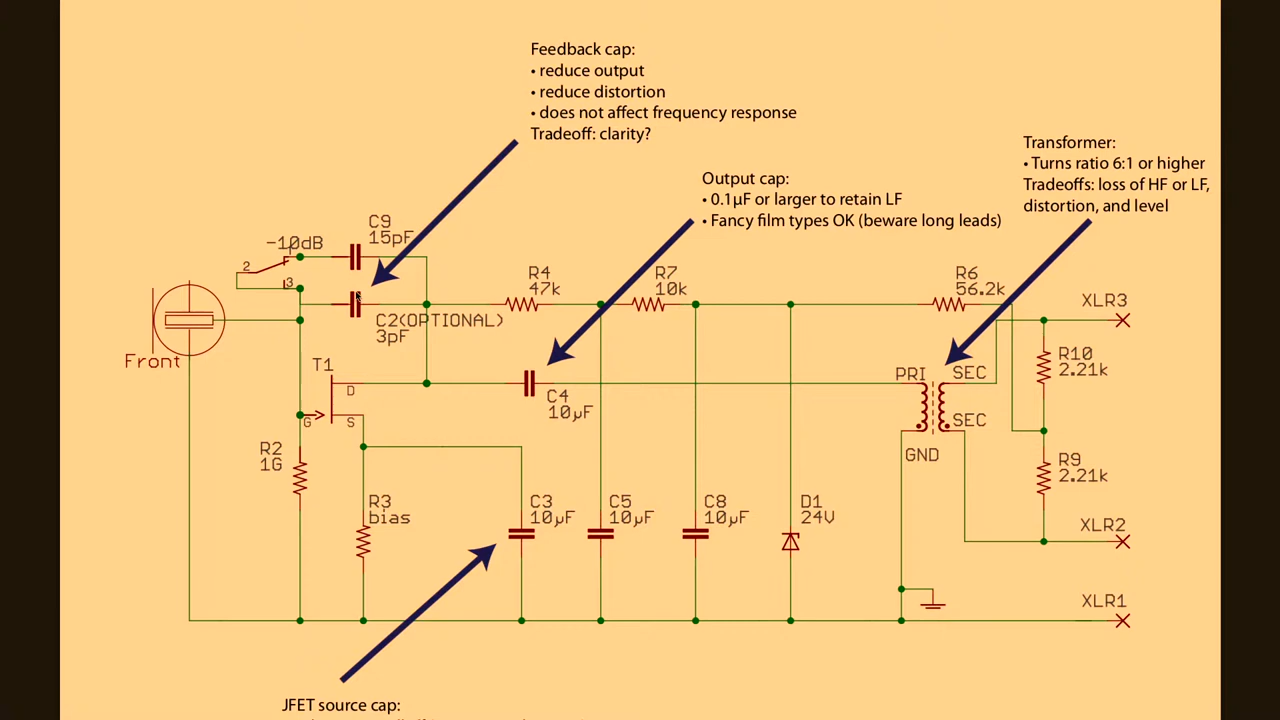 Feedback cap:
• reduce output
• reduce distortion
• does not affect frequency response
Tradeoff: clarity?
Transformer:
• Turns ratio 6:1 or higher
Tradeoffs: loss of HF or LF,
distortion, and level
Output cap:
• 0.1µF or larger to retain LF
• Fancy film types OK (beware long leads)
C9
15pF
-10dB
2
3
R4
47k
R7
10k
R6
56.2k
XLR3
C2(OPTIONAL)
3pF
Front
T1
D
G
S
C4
10µF
PRI
SEC
SEC
GND
R10
2.21k
R2
1G
R9
2.21k
R3
bias
C3
10µF
C5
10µF
C8
10µF
D1
24V
XLR2
XLR1
JFET source cap: